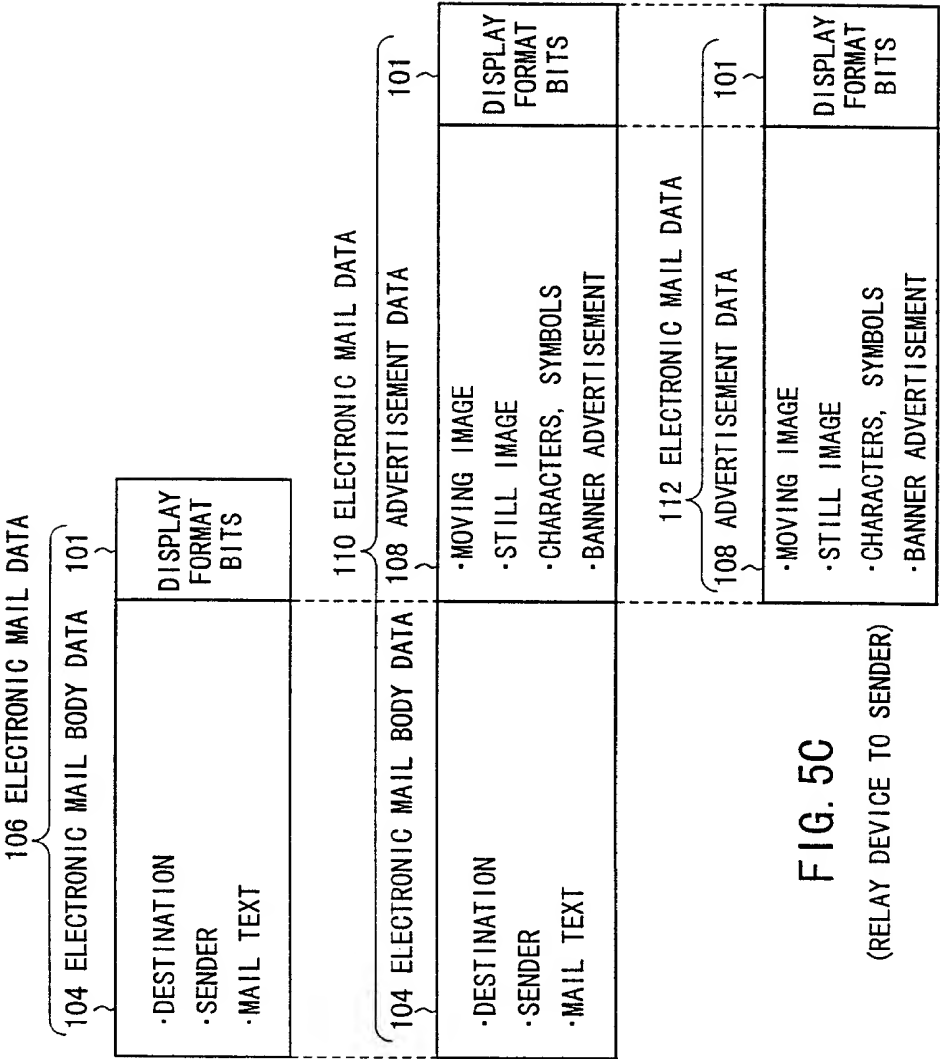 106 ELECTRONIC MAIL DATA
104 ELECTRONIC MAIL BODY DATA 101
·DESTINATION
·SENDER
·MAIL TEXT
DISPLAY
FORMAT
BITS
110 ELECTRONIC MAIL DATA
104 ELECTRONIC MAIL BODY DATA 108 ADVERTISEMENT DATA 101
·DESTINATION
·SENDER
·MAIL TEXT
·MOVING IMAGE
·STILL IMAGE
·CHARACTERS, SYMBOLS
·BANNER ADVERTISEMENT
DISPLAY
FORMAT
BITS
112 ELECTRONIC MAIL DATA
108 ADVERTISEMENT DATA 101
·MOVING IMAGE
·STILL IMAGE
·CHARACTERS, SYMBOLS
·BANNER ADVERTISEMENT
DISPLAY
FORMAT
BITS
FIG. 5C
(RELAY DEVICE TO SENDER)